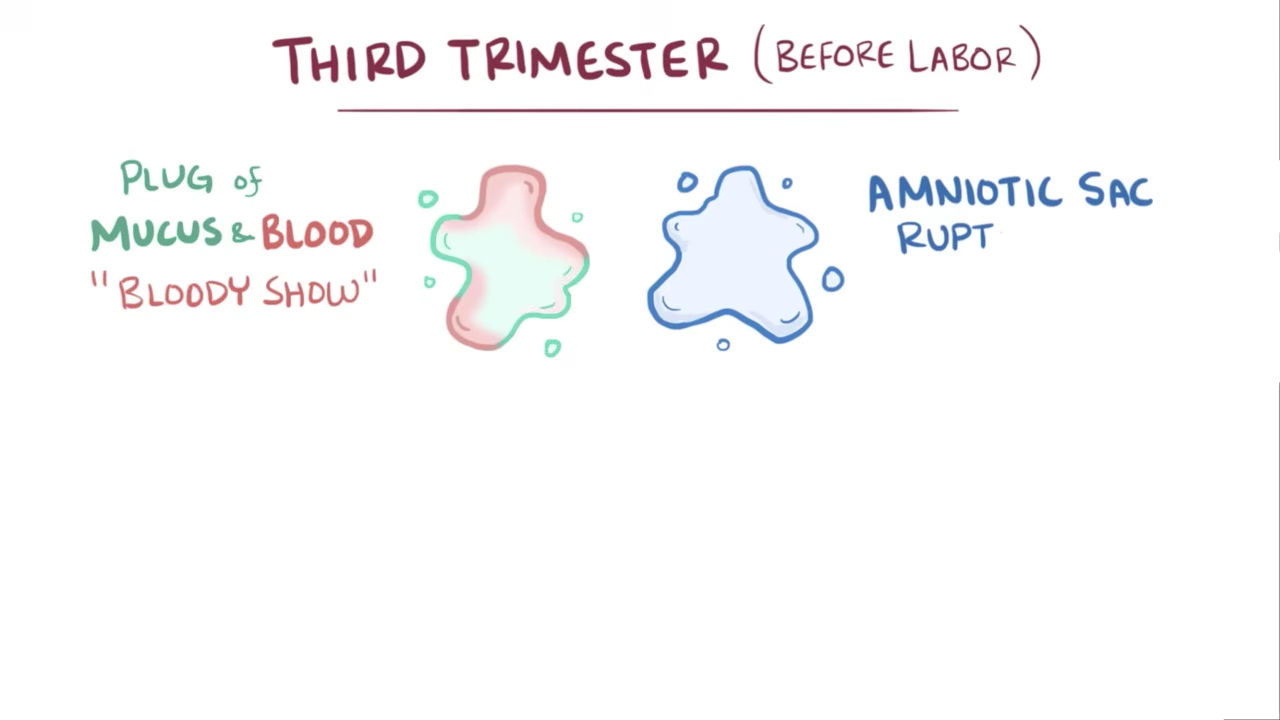 THIRD TRIMESTER (BEFORE LABOR)
PLUG of
MUCUS & BLOOD
"BLOODY SHOW"
AMNIOTIC SAC
RUPT